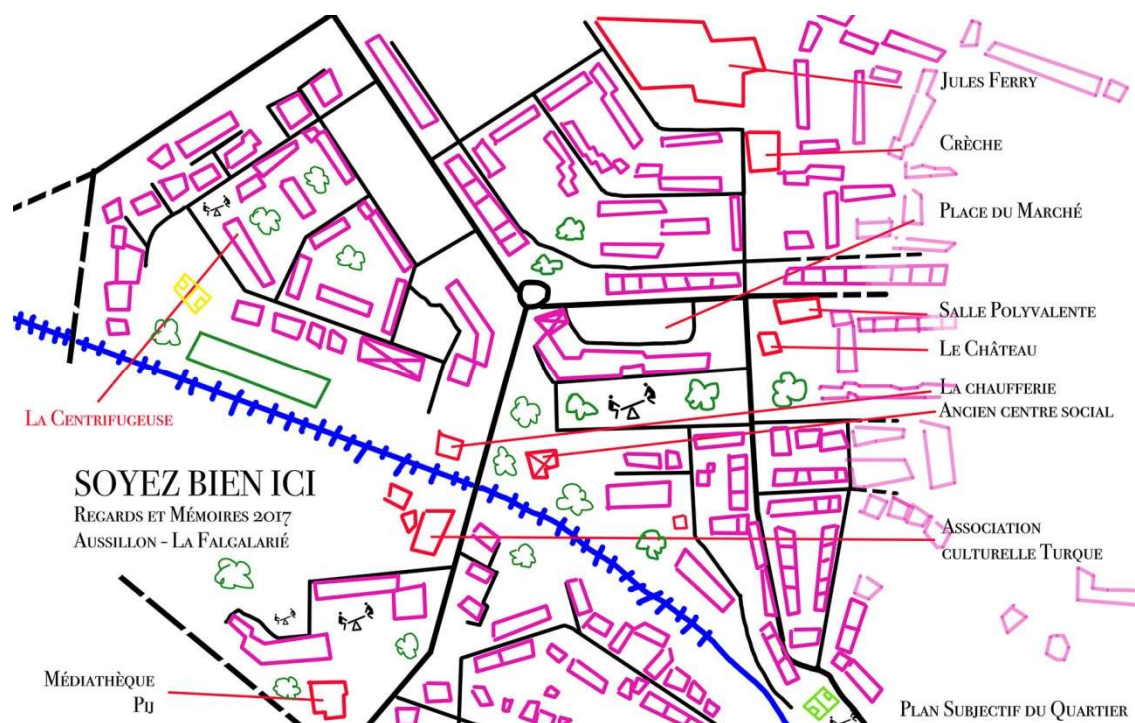 Jules Ferry
Crèche
Place du Marché
Salle Polyvalente
Le Château
La chaufferie
Ancien centre social
La Centrifugeuse
SOYEZ BIEN ICI
Regards et Mémoires 2017
Aussillon - La Falgalarié
Association
culturelle Turque
Médiathèque
Pij
Plan Subjectif du Quartier